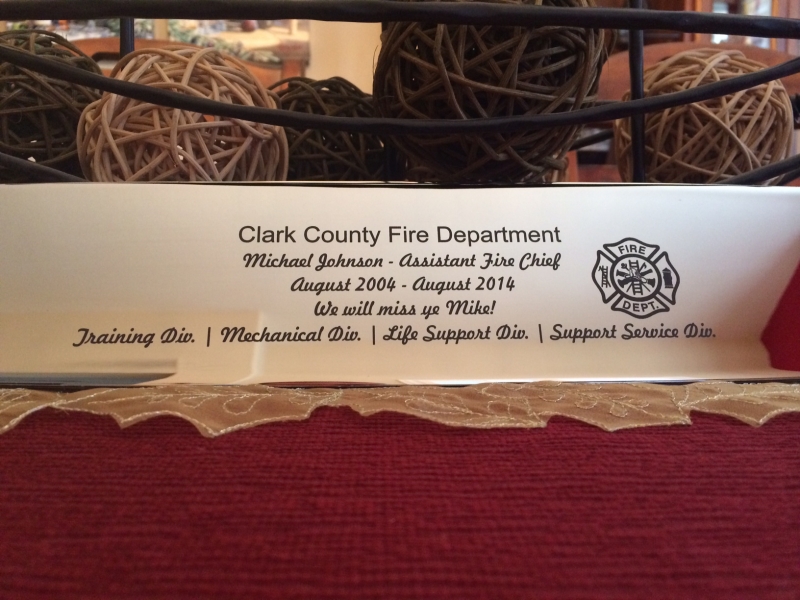 Clark County Fire Department
Michael Johnson - Assistant Fire Chief
August 2004 - August 2014
We will miss ye Mike!
Training Div. | Mechanical Div. | Life Support Div. | Support Service Div.
FIRE
DEPT.